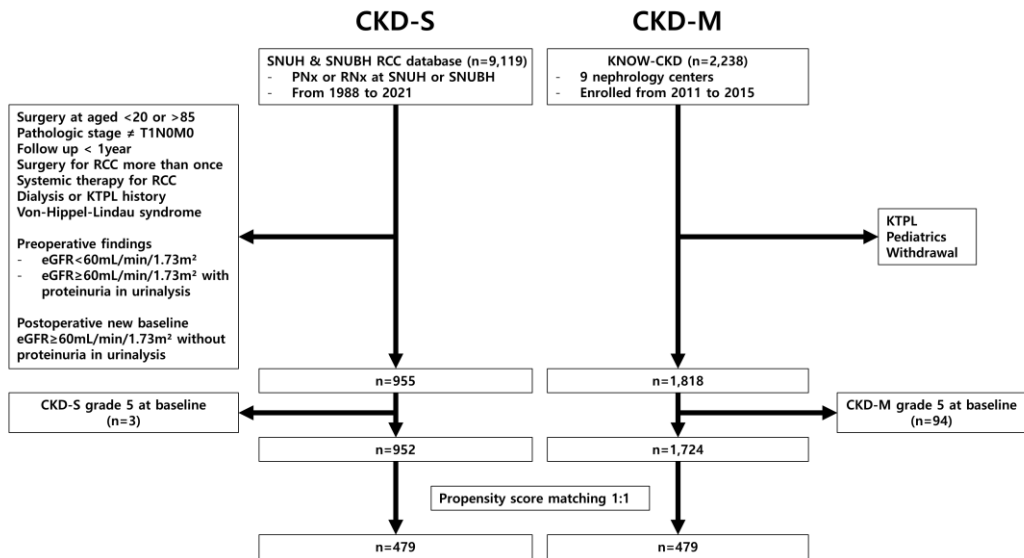 CKD-S
CKD-M
SNUH & SNUBH RCC database (n=9,119)
- PNx or RNx at SNUH or SNUBH
- From 1988 to 2021
KNOW-CKD (n=2,238)
- 9 nephrology centers
- Enrolled from 2011 to 2015
Surgery at aged <20 or >85
Pathologic stage ≠ T1N0M0
Follow up < 1year
Surgery for RCC more than once
Systemic therapy for RCC
Dialysis or KTPL history
Von-Hippel-Lindau syndrome
Preoperative findings
- eGFR<60mL/min/1.73m²
- eGFR≥60mL/min/1.73m² with
proteinuria in urinalysis
Postoperative new baseline
eGFR≥60mL/min/1.73m² without
proteinuria in urinalysis
KTPL
Pediatrics
Withdrawal
n=955
n=1,818
CKD-S grade 5 at baseline
(n=3)
CKD-M grade 5 at baseline
(n=94)
n=952
n=1,724
Propensity score matching 1:1
n=479
n=479